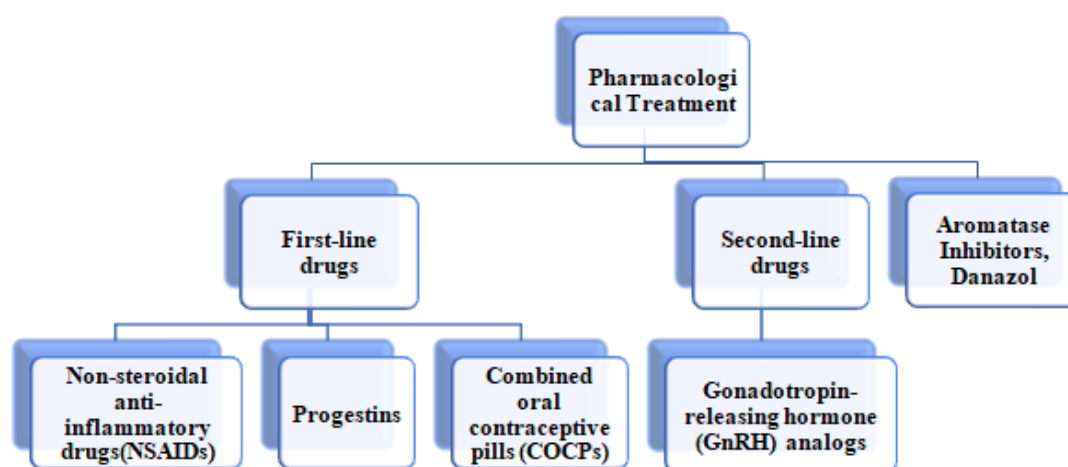 Pharmacologi
cal Treatment
First-line
drugs
Second-line
drugs
Aromatase
Inhibitors,
Danazol
Non-steroidal
anti-
inflammatory
drugs(NSAIDs)
Progestins
Combined
oral
contraceptive
pills (COCPs)
Gonadotropin-
releasing hormone
(GnRH) analogs